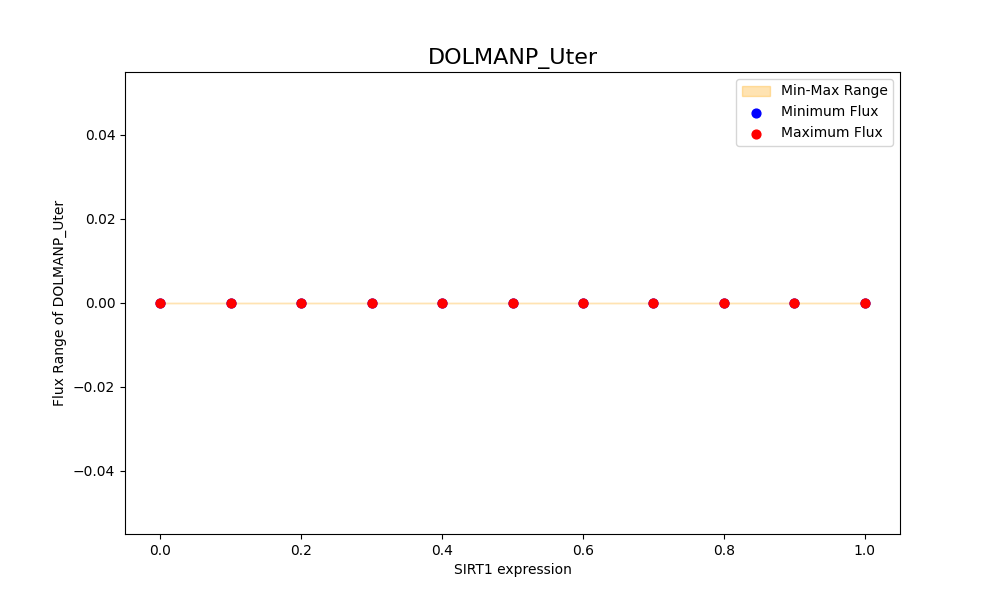 DOLMANP_Uter
Min-Max Range
Minimum Flux
Maximum Flux
Flux Range of DOLMANP_Uter
0.04
0.02
0.00
−0.02
−0.04
0.0 0.2 0.4 0.6 0.8 1.0
SIRT1 expression